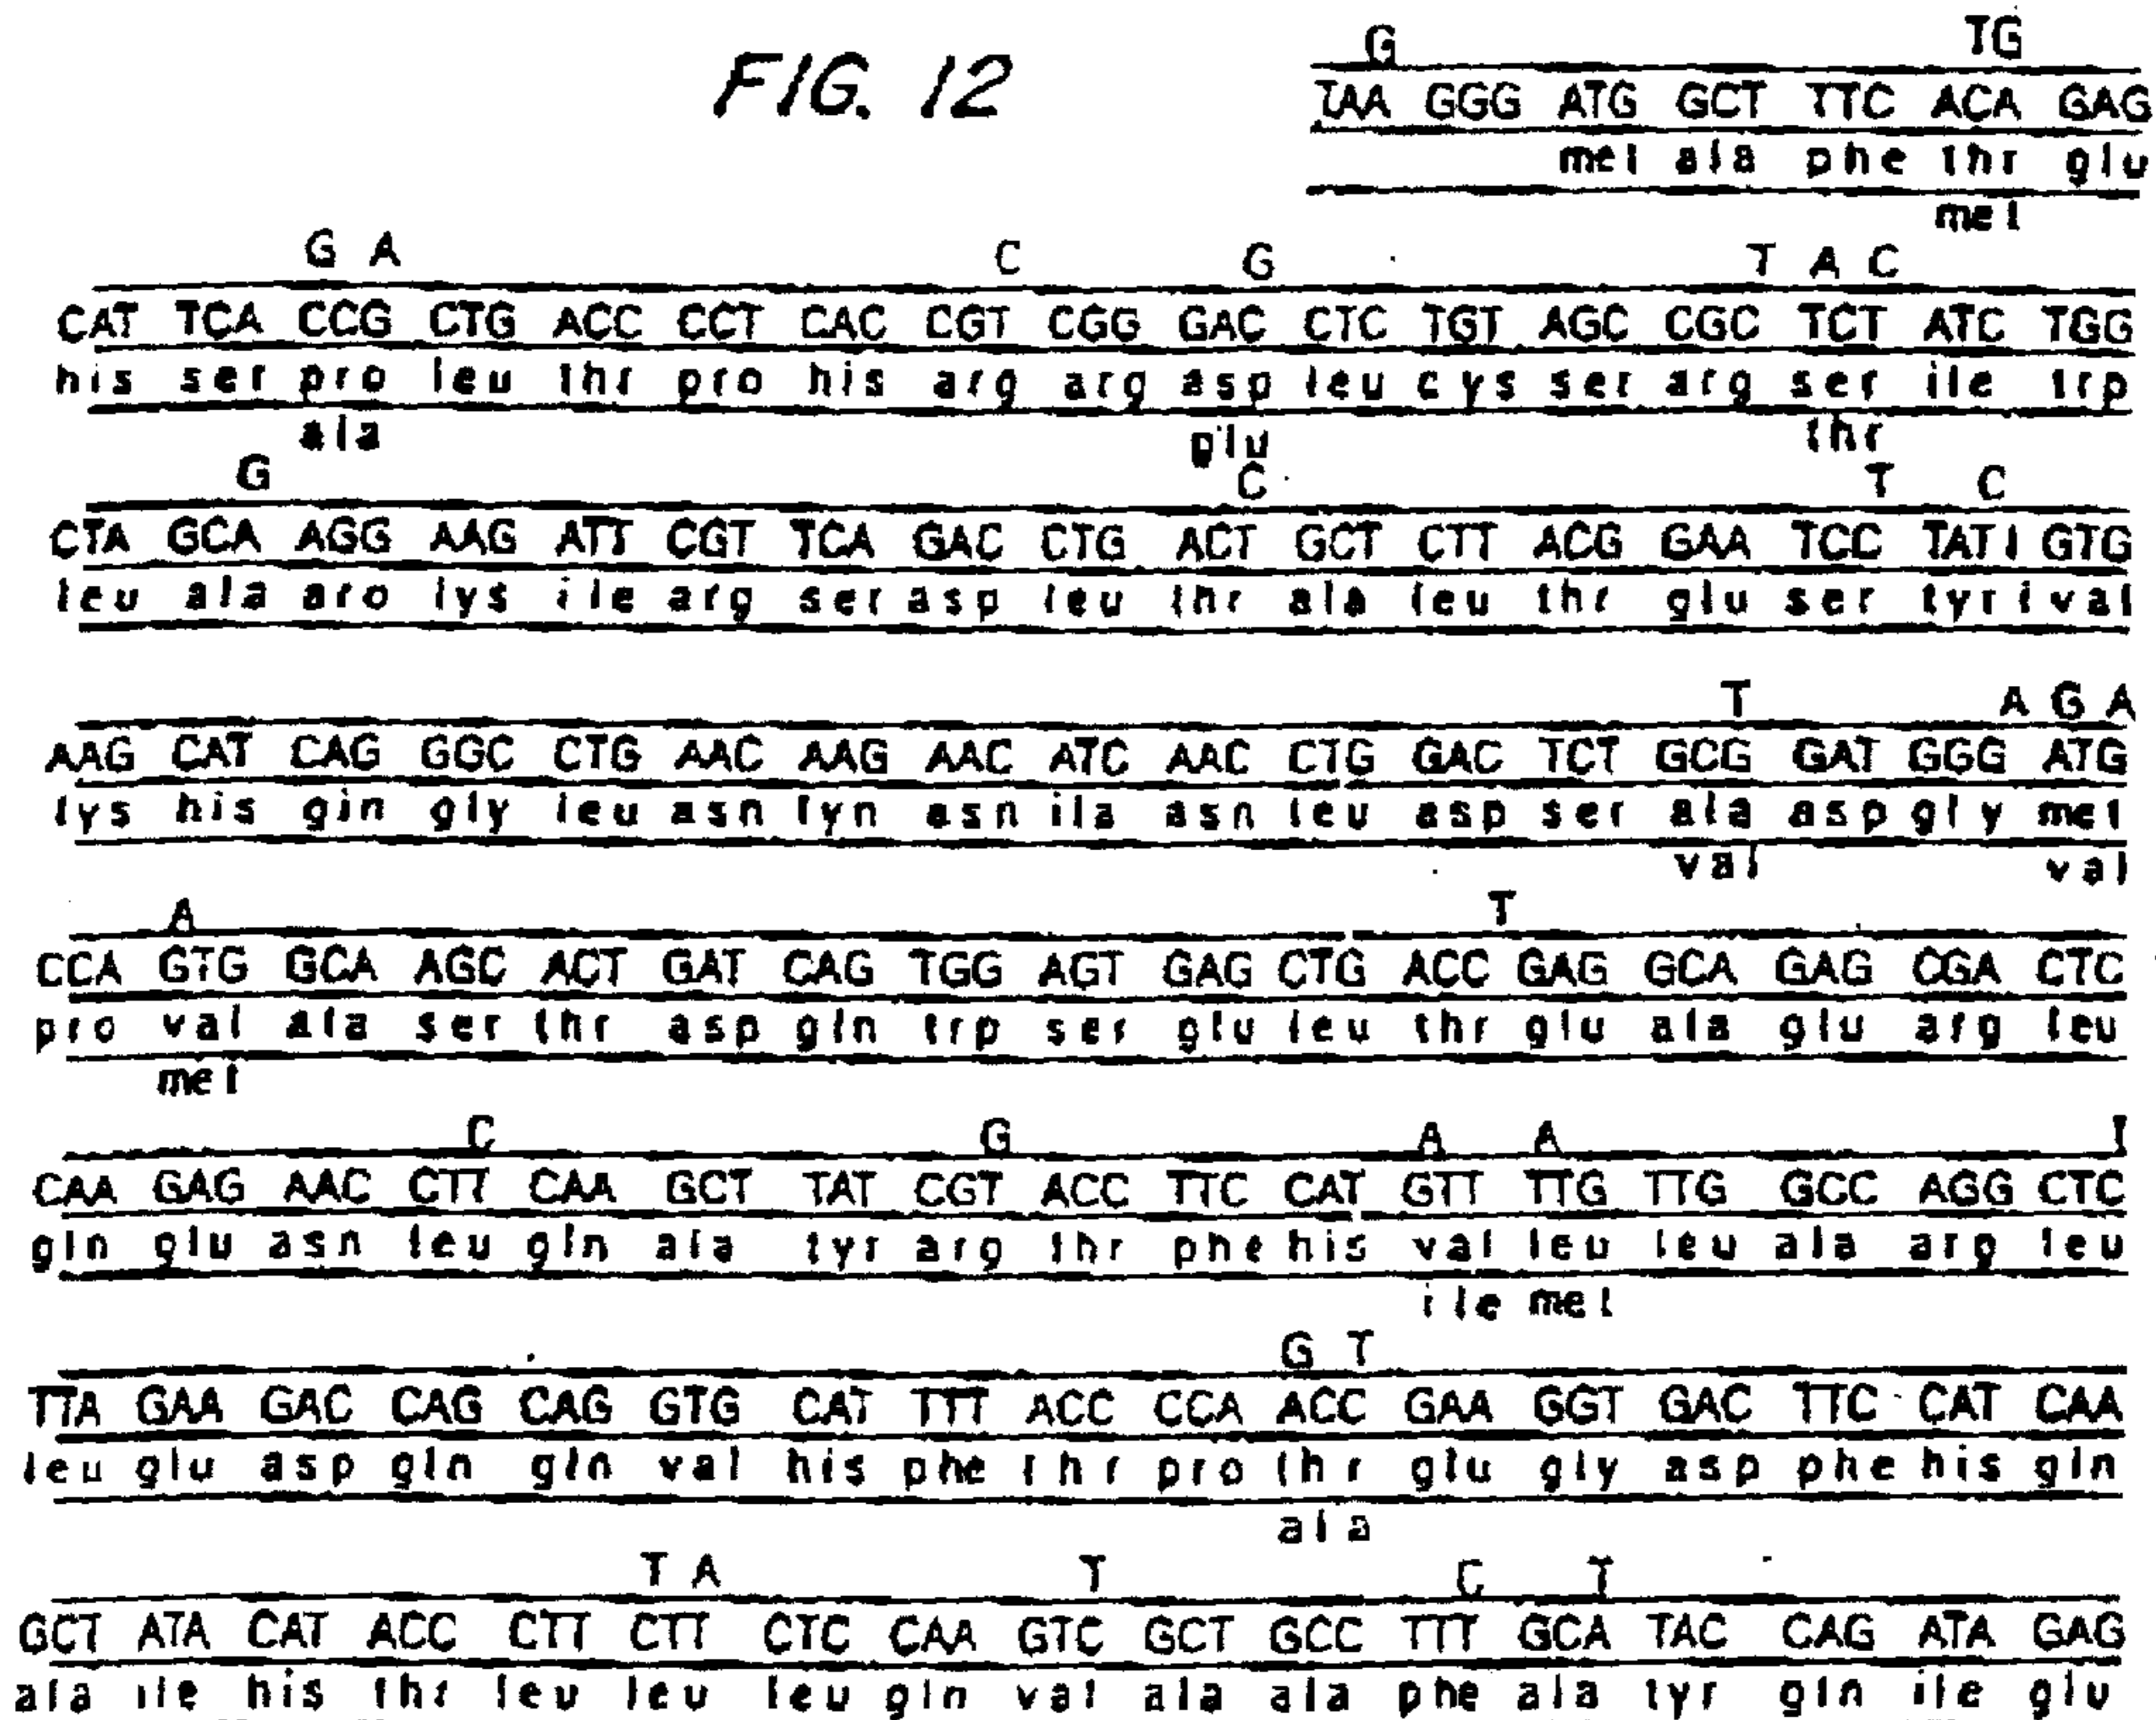 FIG. 12
G TG
TAA GGG ATG GCT TTC ACA GAG
met ala phe thr glu
met
G A C G T A C
CAT TCA CCG CTG ACC CCT CAC CGT CGG GAC CTC TGT AGC CGC TCT ATC TGG
his ser pro leu thr pro his arg arg asp leu cys ser arg ser ile trp
ala glu thr
G C T C
CTA GCA AGG AAG ATT CGT TCA GAC CTG ACT GCT CTT ACG GAA TCC TAT I GTG
leu ala aro lys ile arg ser asp leu thr ala leu thr glu ser tyr I val
T A G A
AAG CAT CAG GGC CTG AAC AAG AAC ATC AAC CTG GAC TCT GCG GAT GGG ATG
lys his gin gly leu asn lyn asn ila asn leu asp ser ala asp gly met
val val
A T
CCA GTG GCA AGC ACT GAT CAG TGG AGT GAG CTG ACC GAG GCA GAG CGA CTC
pro val ala ser thr asp gln trp ser glu leu thr glu ala glu arg leu
met
C G A A T
CAA GAG AAC CTT CAA GCT TAT CGT ACC TTC CAT GTT TTG TTG GCC AGG CTC
gln glu asn leu gln ala tyr arg thr phe his val leu leu ala arg leu
ile met
G T
TTA GAA GAC CAG CAG GTG CAT TTT ACC CCA ACC GAA GGT GAC TTC CAT CAA
leu glu asp gln gln val his phe thr pro thr glu gly asp phe his gln
ala
T A T C T
GCT ATA CAT ACC CTT CTT CTC CAA GTC GCT GCC TTT GCA TAC CAG ATA GAG
ala ile his thr leu leu leu gln val ala ala phe ala tyr gln ile glu